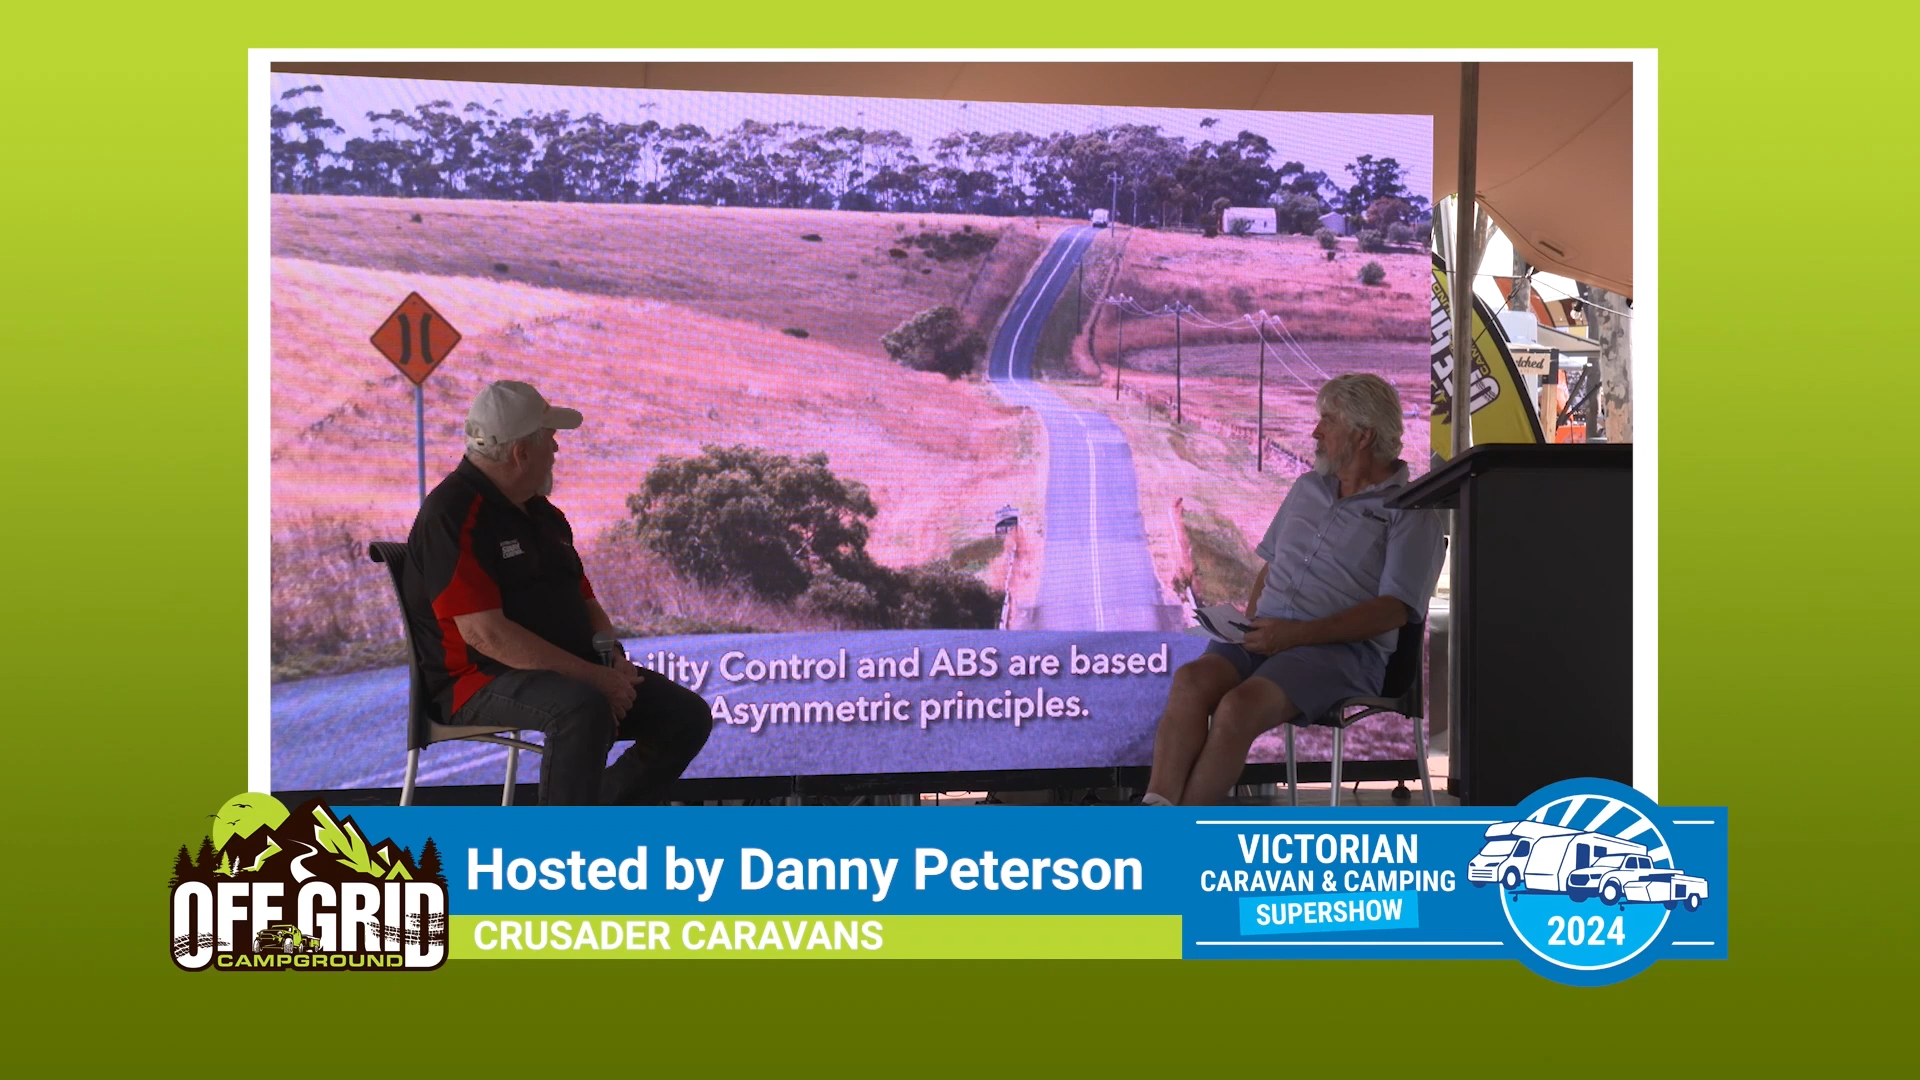 bility Control and ABS are based
Asymmetric principles.
OFF GRID
CAMPGROUND
Hosted by Danny Peterson
CRUSADER CARAVANS
VICTORIAN
CARAVAN & CAMPING
SUPERSHOW
2024